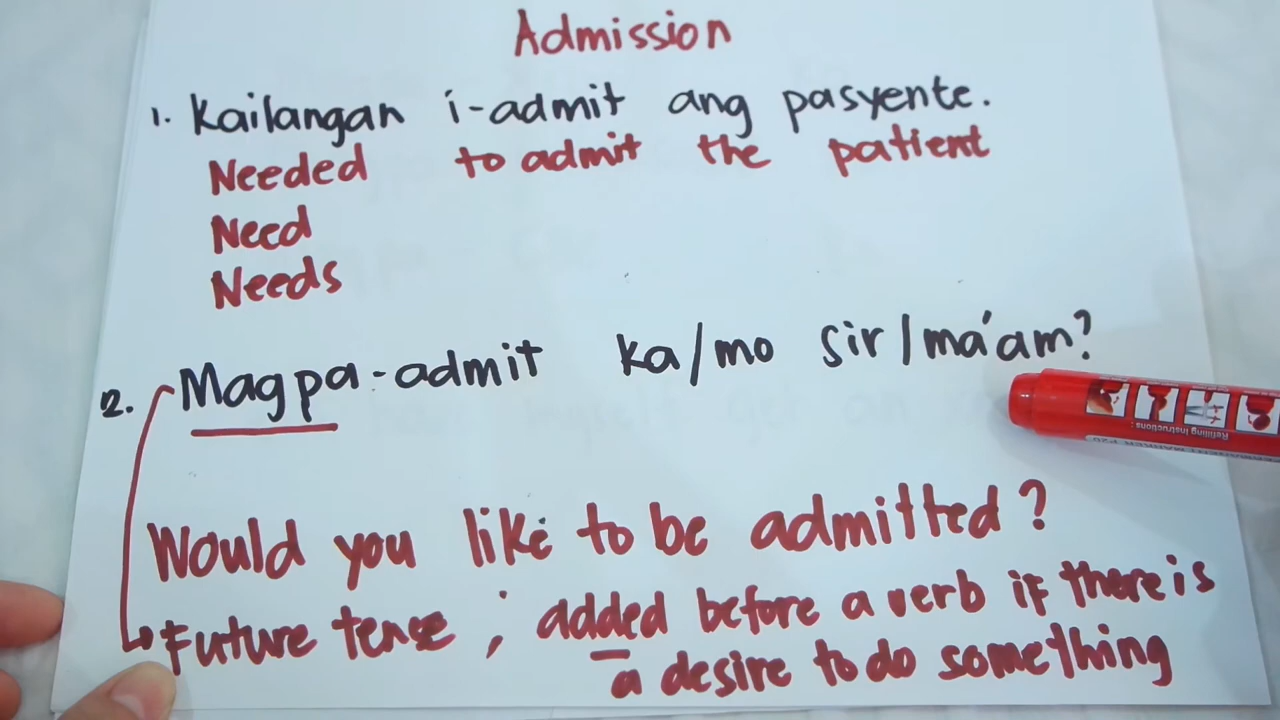 Admission
1. Kailangan i-admit ang pasyente.
Needed to admit the patient
Need
Needs
2. Magpa-admit ka/mo sir/ma'am?
Would you like to be admitted?
Future tense; added before a verb if there is
a desire to do something
Refilling Instructions: